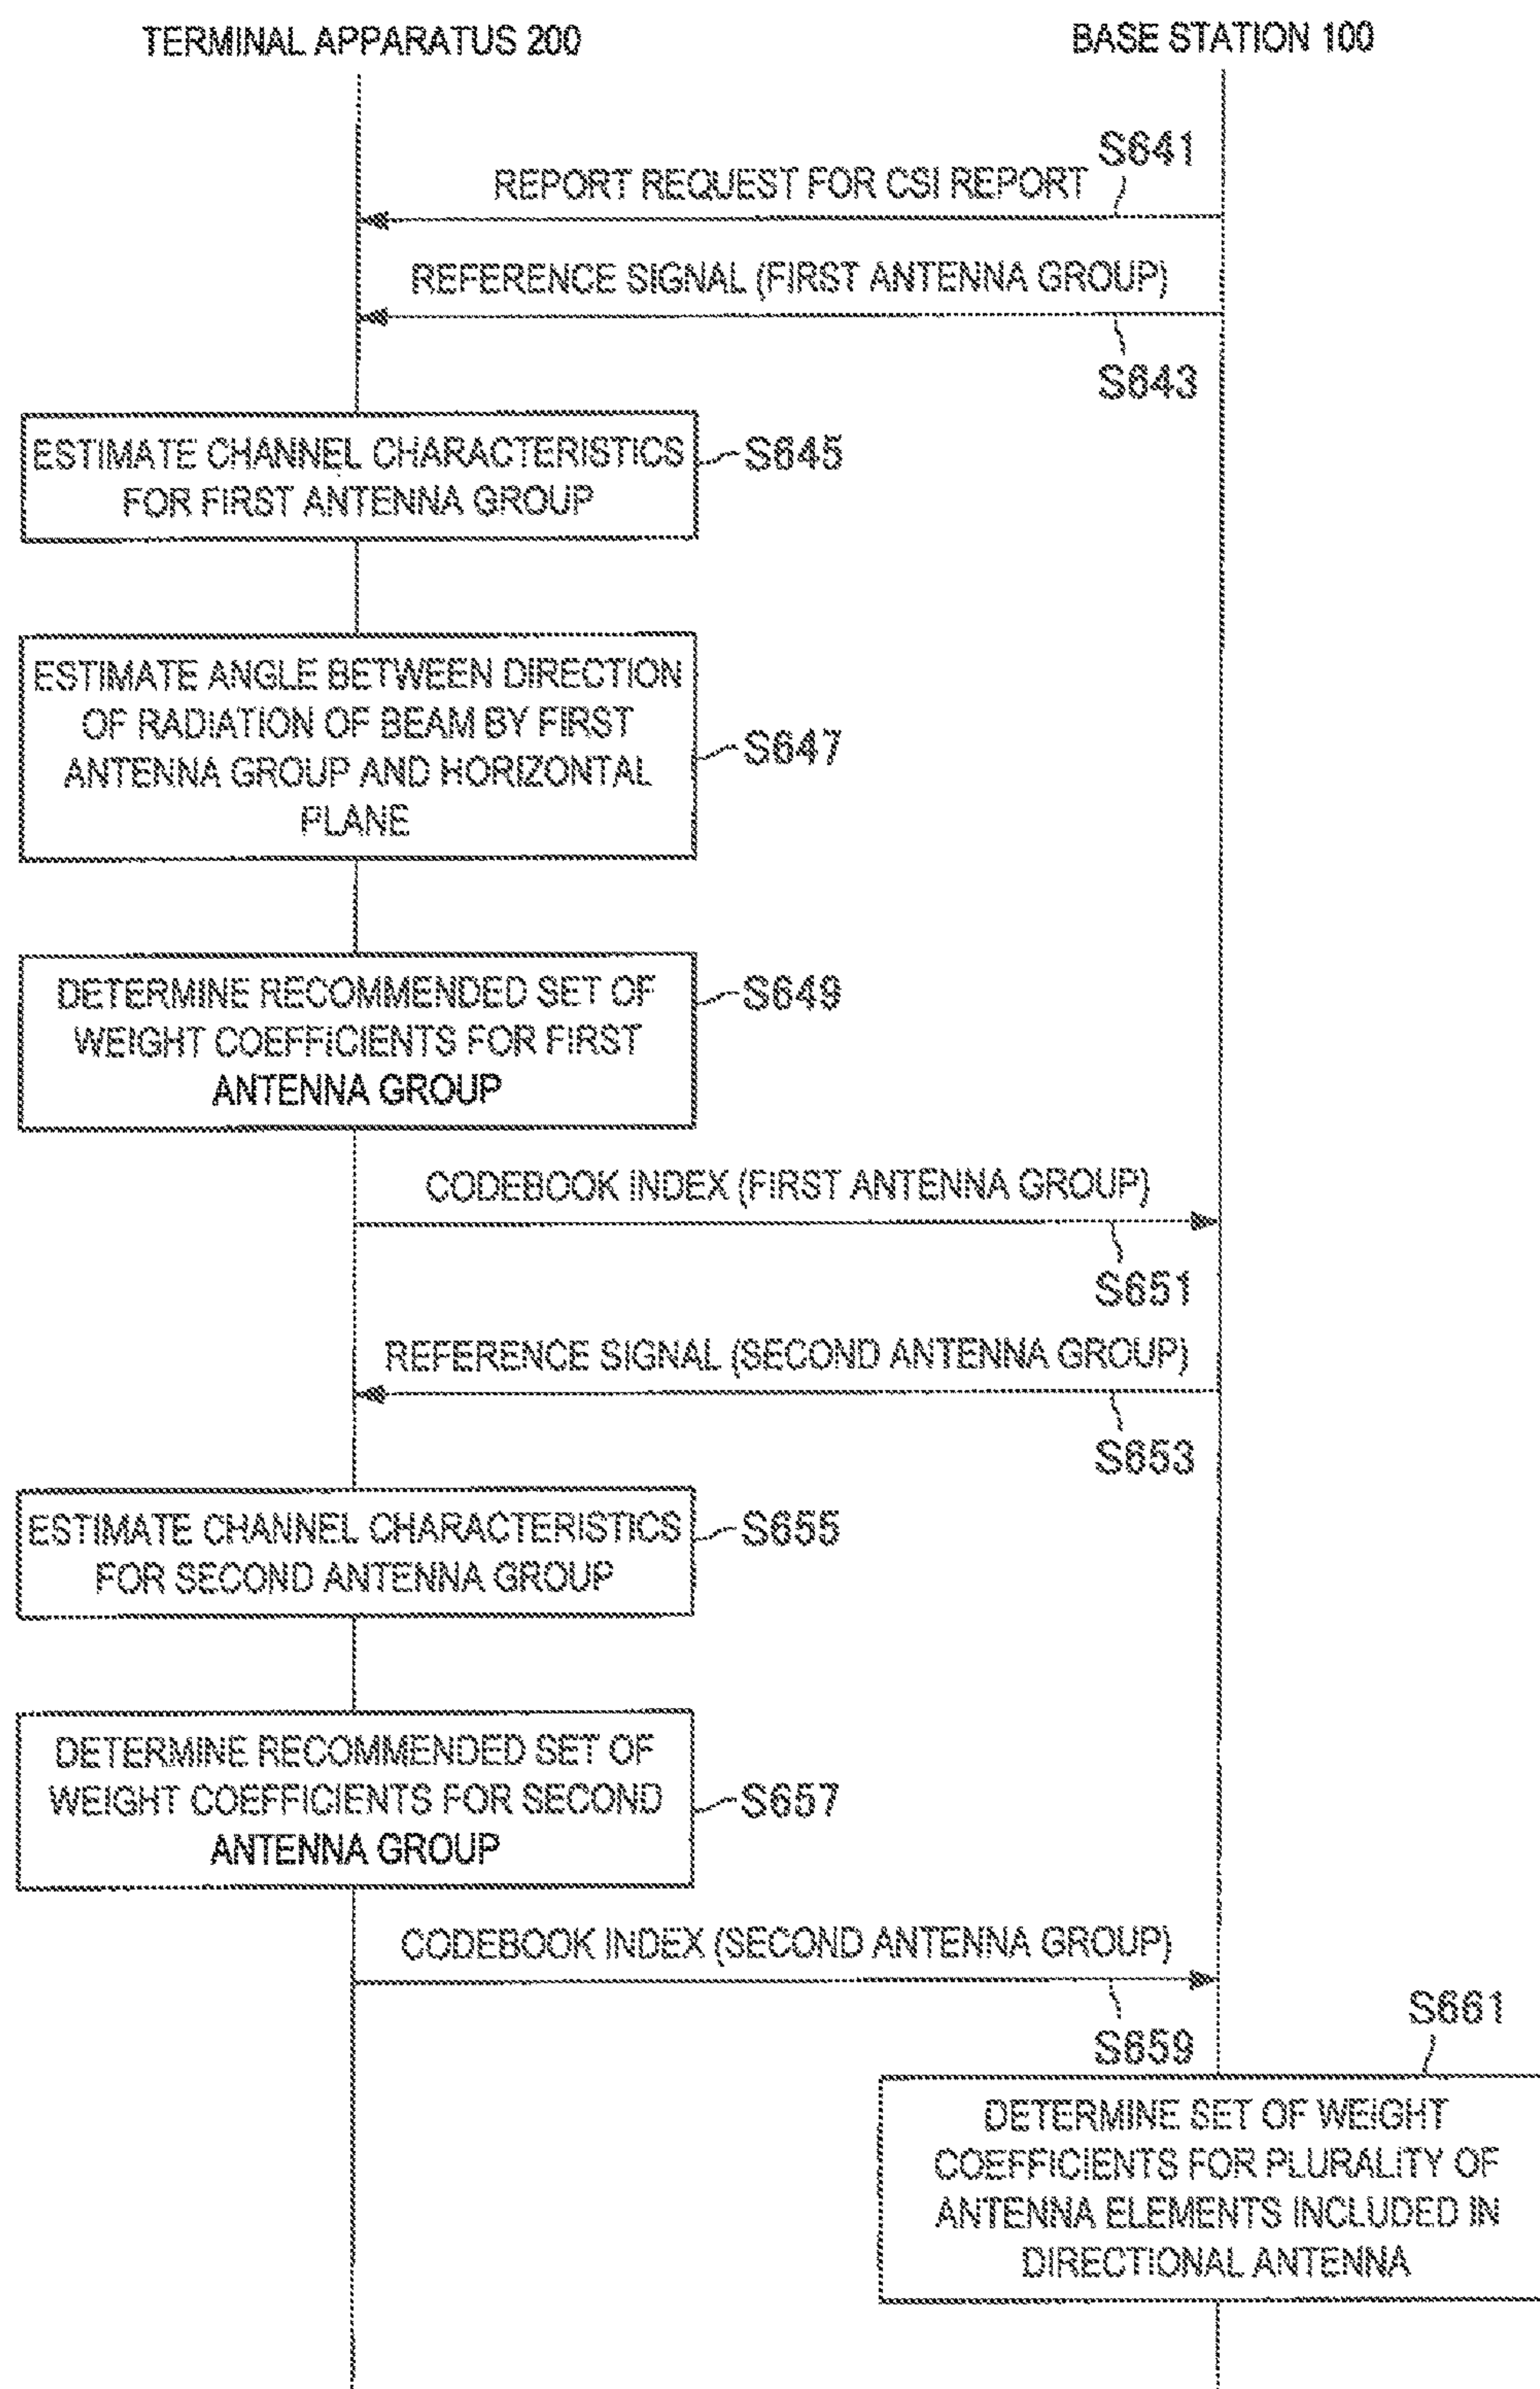 TERMINAL APPARATUS 200
BASE STATION 100
S641
REPORT REQUEST FOR CSI REPORT
REFERENCE SIGNAL (FIRST ANTENNA GROUP)
S643
ESTIMATE CHANNEL CHARACTERISTICS
FOR FIRST ANTENNA GROUP
S645
ESTIMATE ANGLE BETWEEN DIRECTION
OF RADIATION OF BEAM BY FIRST
ANTENNA GROUP AND HORIZONTAL
PLANE
S647
DETERMINE RECOMMENDED SET OF
WEIGHT COEFFICIENTS FOR FIRST
ANTENNA GROUP
S649
CODEBOOK INDEX (FIRST ANTENNA GROUP)
S651
REFERENCE SIGNAL (SECOND ANTENNA GROUP)
S653
ESTIMATE CHANNEL CHARACTERISTICS
FOR SECOND ANTENNA GROUP
S655
DETERMINE RECOMMENDED SET OF
WEIGHT COEFFICIENTS FOR SECOND
ANTENNA GROUP
S657
CODEBOOK INDEX (SECOND ANTENNA GROUP)
S659
S661
DETERMINE SET OF WEIGHT
COEFFICIENTS FOR PLURALITY OF
ANTENNA ELEMENTS INCLUDED IN
DIRECTIONAL ANTENNA